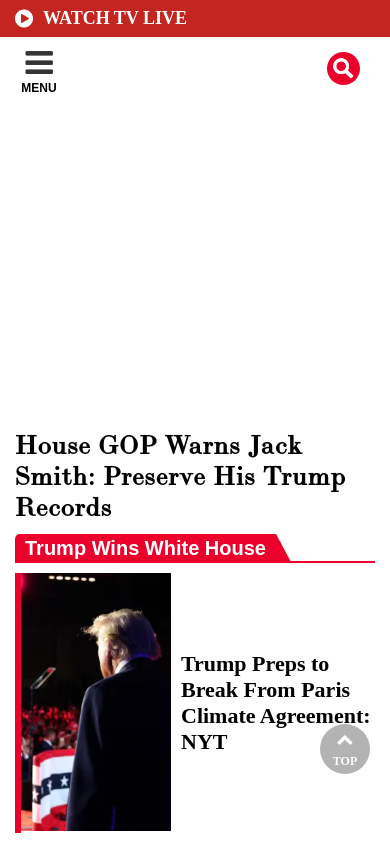 WATCH TV LIVE
MENU
House GOP Warns Jack
Smith: Preserve His Trump
Records
Trump Wins White House
Trump Preps to
Break From Paris
Climate Agreement:
NYT
TOP